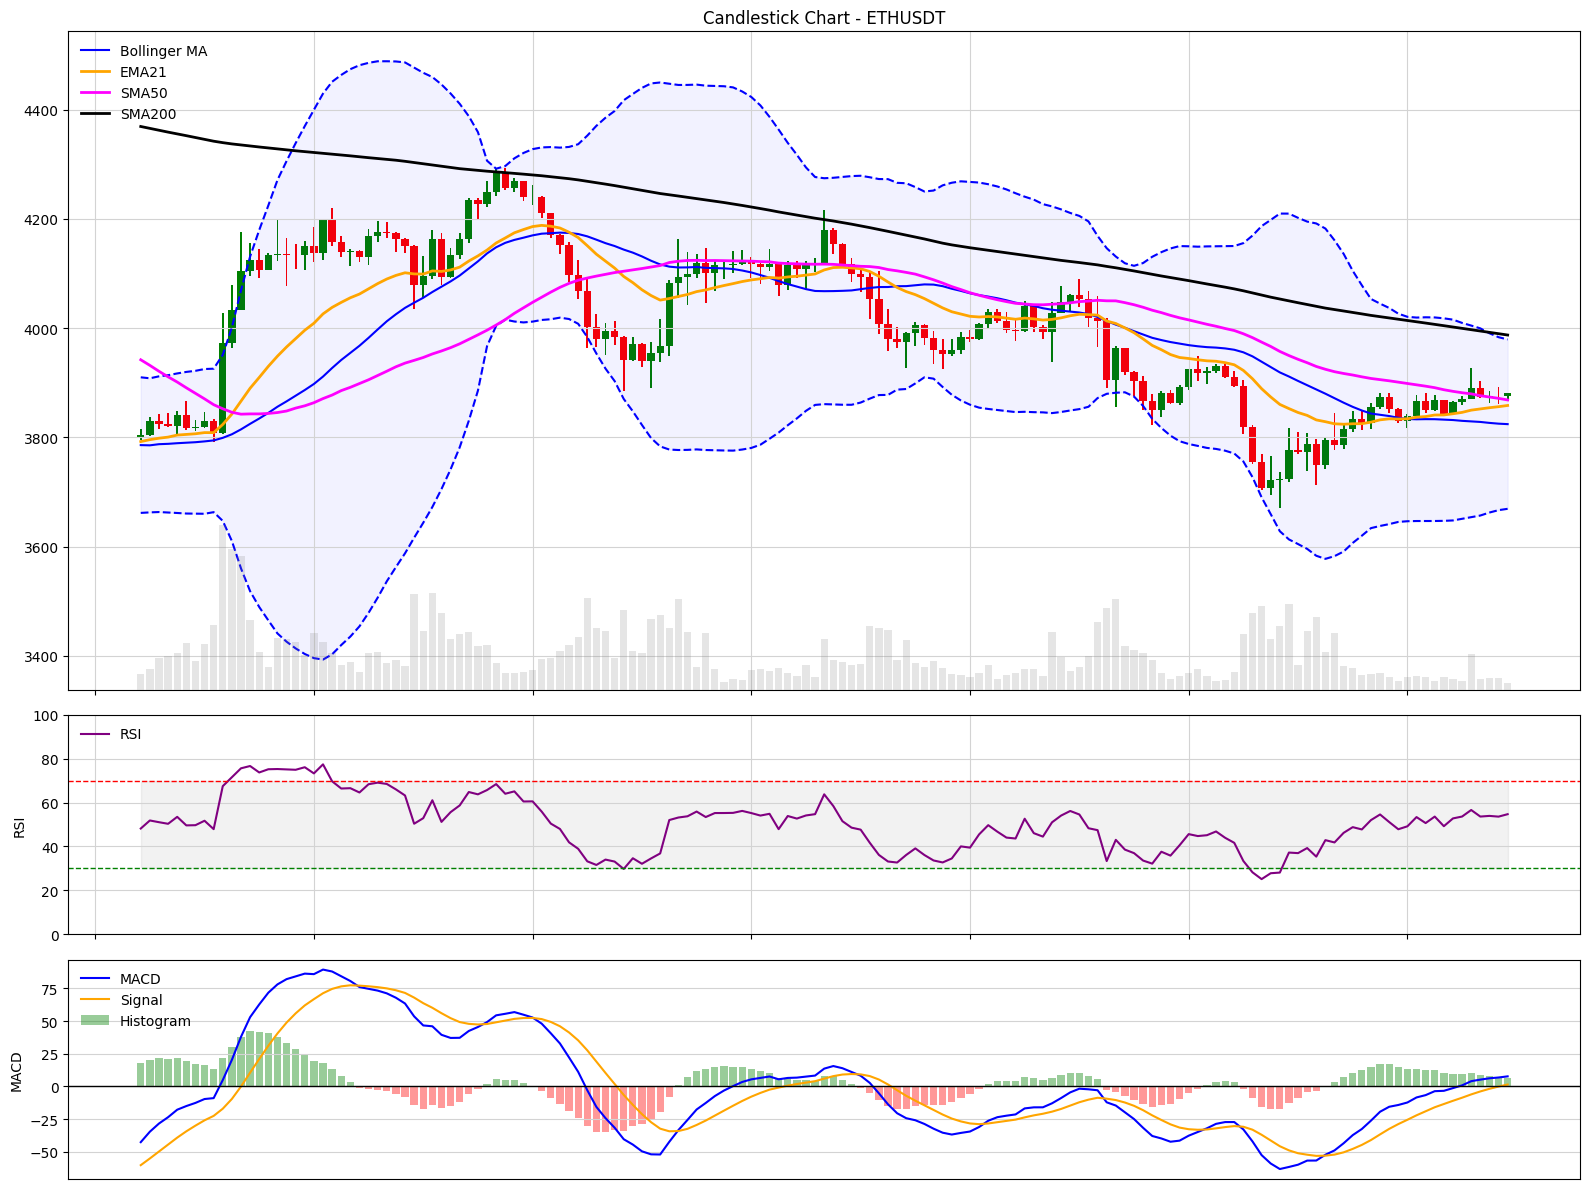 Candlestick Chart - ETHUSDT
Bollinger MA
EMA21
SMA50
SMA200
4400
4200
4000
3800
3600
3400
RSI
100
80
60
40
20
0
RSI
MACD
Signal
Histogram
75
50
25
0
−25
−50
MACD